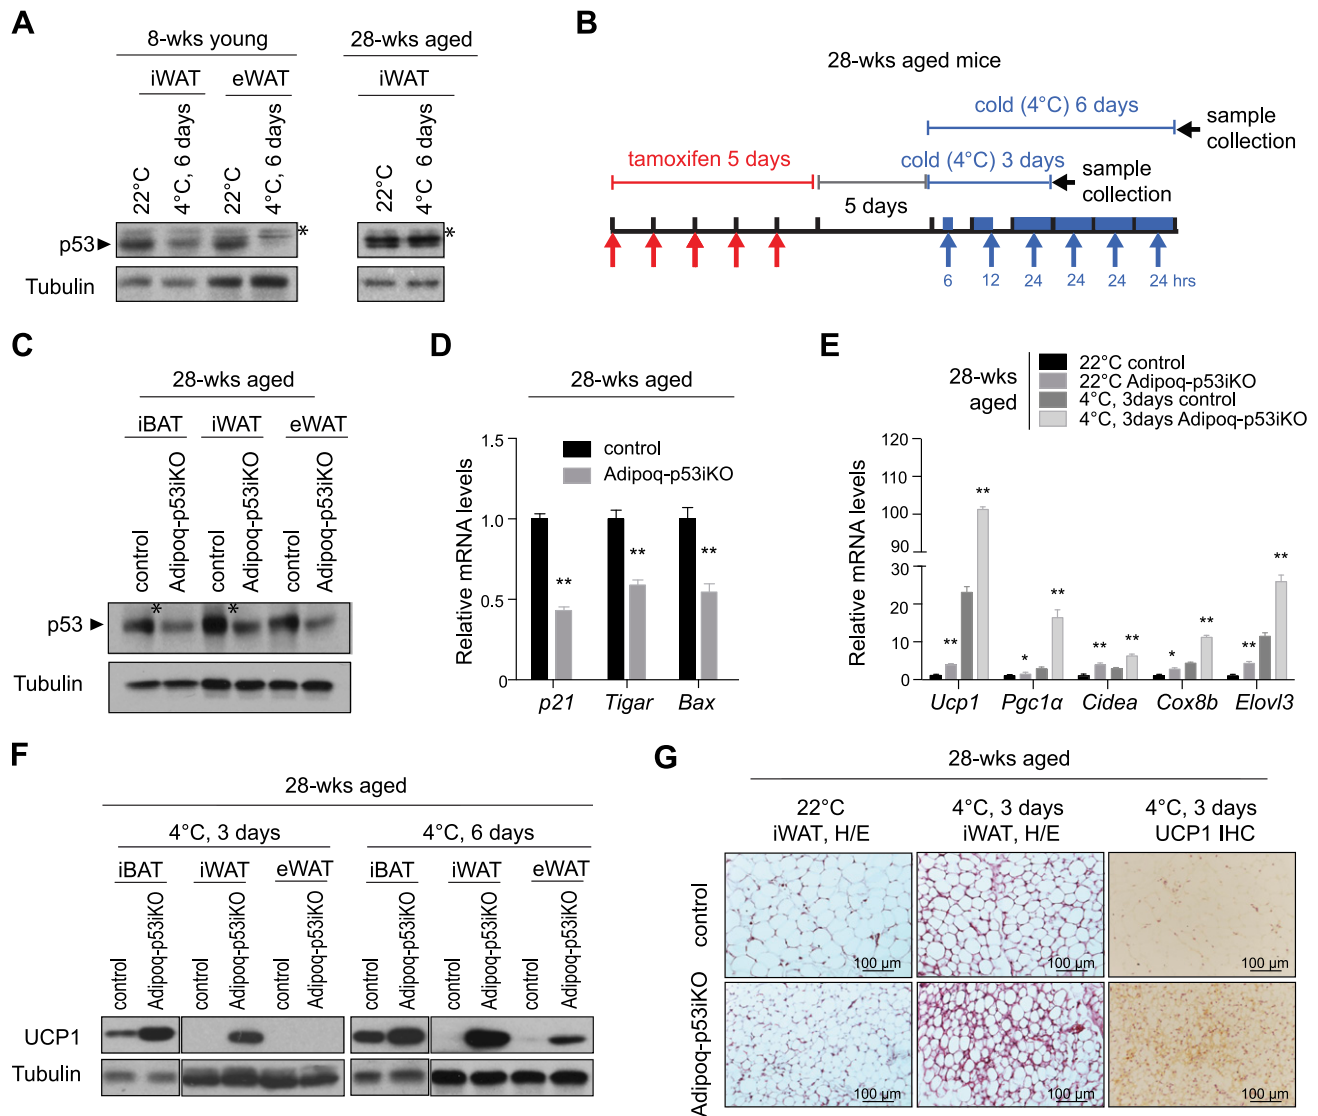 A
8-wks young
28-wks aged
iWAT
eWAT
iWAT
22°C
4°C, 6 days
22°C
4°C, 6 days
22°C
4°C, 6 days
*
*
p53
Tubulin
B
28-wks aged mice
cold (4°C) 6 days
sample
collection
tamoxifen 5 days
cold (4°C) 3 days
sample
collection
5 days
6
12
24
24
24
24 hrs
C
28-wks aged
iBAT
iWAT
eWAT
control
Adipoq-p53iKO
control
Adipoq-p53iKO
control
Adipoq-p53iKO
*
*
p53
Tubulin
D
28-wks aged
control
Adipoq-p53iKO
Relative mRNA levels
1.5
1.0
0.5
0
**
**
**
p21
Tigar
Bax
E
28-wks
aged
22°C control
22°C Adipoq-p53iKO
4°C, 3days control
4°C, 3days Adipoq-p53iKO
Relative mRNA levels
120
110
100
90
30
20
10
0
**
**
*
**
**
**
*
**
**
**
Ucp1
Pgc1α
Cidea
Cox8b
Elovl3
F
28-wks aged
4°C, 3 days
4°C, 6 days
iBAT
iWAT
eWAT
iBAT
iWAT
eWAT
control
Adipoq-p53iKO
control
Adipoq-p53iKO
control
Adipoq-p53iKO
control
Adipoq-p53iKO
control
Adipoq-p53iKO
control
Adipoq-p53iKO
UCP1
Tubulin
G
28-wks aged
22°C
iWAT, H/E
4°C, 3 days
iWAT, H/E
4°C, 3 days
UCP1 IHC
control
100 µm
100 µm
100 µm
Adipoq-p53iKO
100 µm
100 µm
100 µm